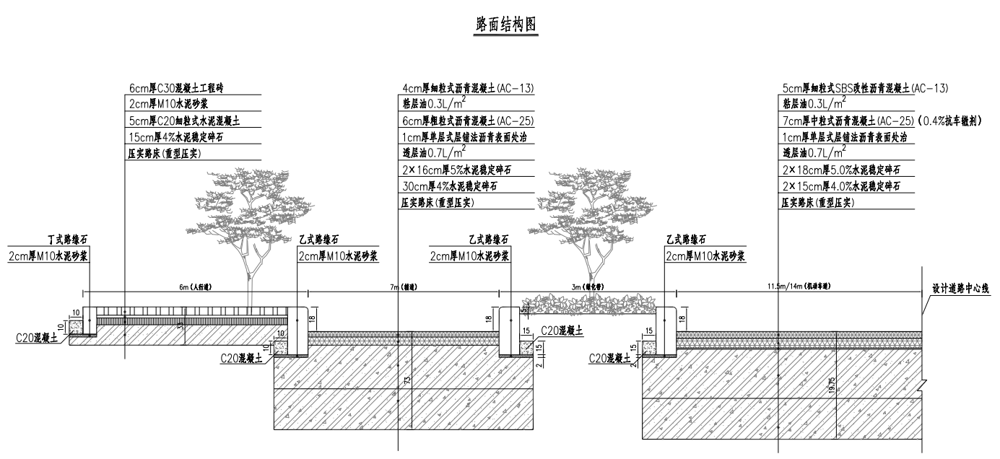 路面结构图
6cm厚C30混凝土工程砖
2cm厚M10水泥砂浆
5cm厚C20细粒式水泥混凝土
15cm厚4%水泥稳定碎石
压实路床(重型压实)
4cm厚细粒式沥青混凝土(AC-13)
粘层油0.3L/m²
6cm厚粗粒式沥青混凝土(AC-25)
1cm厚单层式层铺法沥青表面处治
透层油0.7L/m²
2×16cm厚5%水泥稳定碎石
30cm厚4%水泥稳定碎石
压实路床(重型压实)
5cm厚细粒式SBS改性沥青混凝土(AC-13)
粘层油0.3L/m²
7cm厚中粒式沥青混凝土(AC-25)(0.4%抗车辙剂)
1cm厚单层式层铺法沥青表面处治
透层油0.7L/m²
2×18cm厚5.0%水泥稳定碎石
2×15cm厚4.0%水泥稳定碎石
压实路床(重型压实)
丁式路缘石
2cm厚M10水泥砂浆
乙式路缘石
2cm厚M10水泥砂浆
乙式路缘石
2cm厚M10水泥砂浆
乙式路缘石
2cm厚M10水泥砂浆
6m(人行道)
7m(辅道)
3m(绿化带)
11.5m/14m(机动车道)
设计道路中心线
10
10
C20混凝土
18
10
10
C20混凝土
73
18
15
15
2
C20混凝土
15
18
15
15
2
C20混凝土
19.75